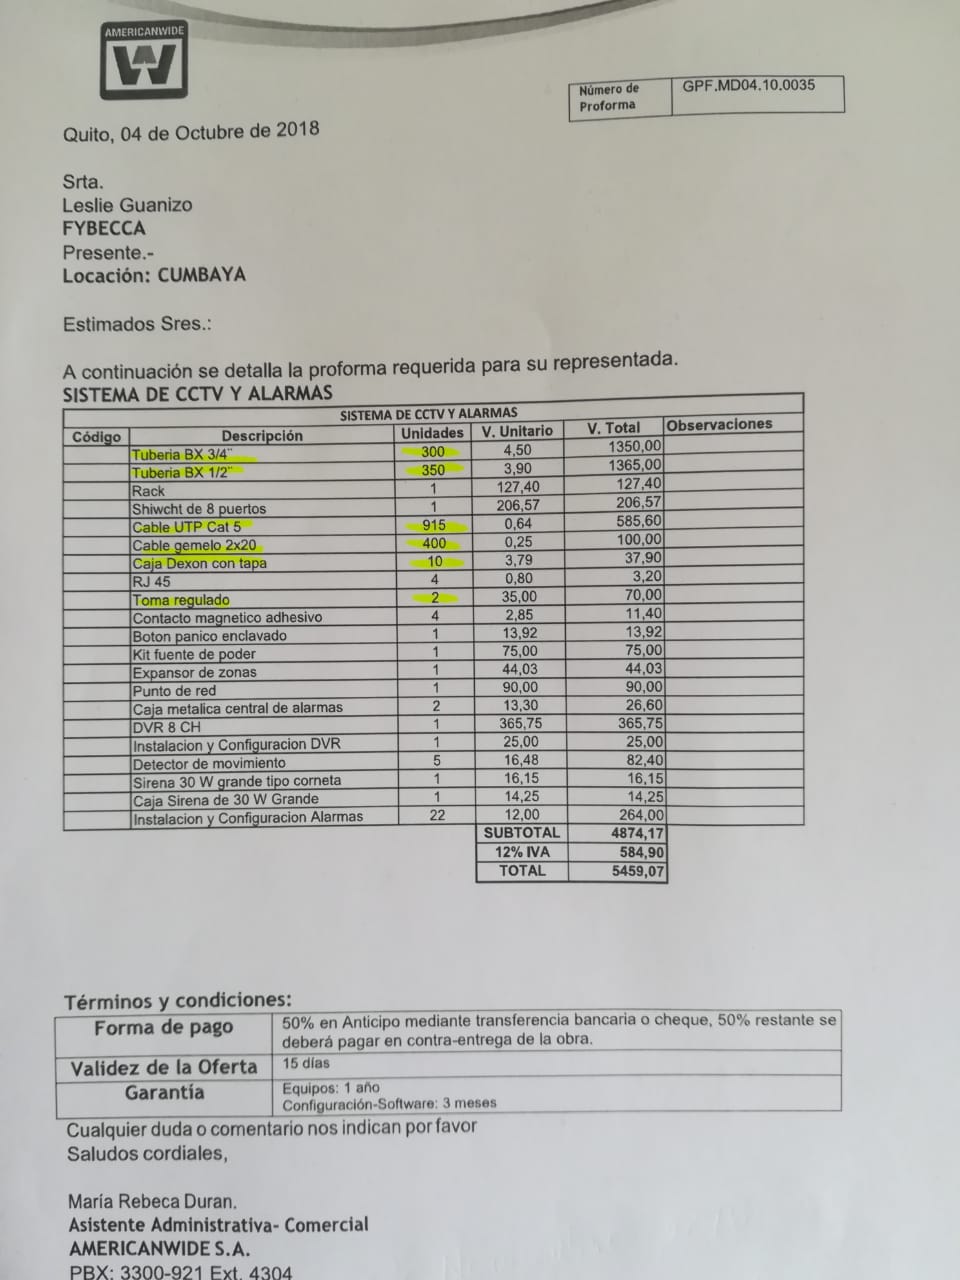 AMERICANWIDE
W
Número de Proforma GPF.MD04.10.0035
Quito, 04 de Octubre de 2018
Srta.
Leslie Guanizo
FYBECCA
Presente.-
Locación: CUMBAYA
Estimados Sres.:
A continuación se detalla la proforma requerida para su representada.
SISTEMA DE CCTV Y ALARMAS
SISTEMA DE CCTV Y ALARMAS
Código Descripción Unidades V. Unitario V. Total Observaciones
Tuberia BX 3/4¨ 300 4,50 1350,00
Tuberia BX 1/2¨ 350 3,90 1365,00
Rack 1 127,40 127,40
Shiwcht de 8 puertos 1 206,57 206,57
Cable UTP Cat 5 915 0,64 585,60
Cable gemelo 2x20 400 0,25 100,00
Caja Dexon con tapa 10 3,79 37,90
RJ 45 4 0,80 3,20
Toma regulado 2 35,00 70,00
Contacto magnetico adhesivo 4 2,85 11,40
Boton panico enclavado 1 13,92 13,92
Kit fuente de poder 1 75,00 75,00
Expansor de zonas 1 44,03 44,03
Punto de red 1 90,00 90,00
Caja metalica central de alarmas 2 13,30 26,60
DVR 8 CH 1 365,75 365,75
Instalacion y Configuracion DVR 1 25,00 25,00
Detector de movimiento 5 16,48 82,40
Sirena 30 W grande tipo corneta 1 16,15 16,15
Caja Sirena de 30 W Grande 1 14,25 14,25
Instalacion y Configuracion Alarmas 22 12,00 264,00
SUBTOTAL 4874,17
12% IVA 584,90
TOTAL 5459,07
Términos y condiciones:
Forma de pago 50% en Anticipo mediante transferencia bancaria o cheque, 50% restante se
deberá pagar en contra-entrega de la obra.
Validez de la Oferta 15 días
Garantía Equipos: 1 año
Configuración-Software: 3 meses
Cualquier duda o comentario nos indican por favor
Saludos cordiales,
María Rebeca Duran.
Asistente Administrativa- Comercial
AMERICANWIDE S.A.
PBX: 3300-921 Ext. 4304